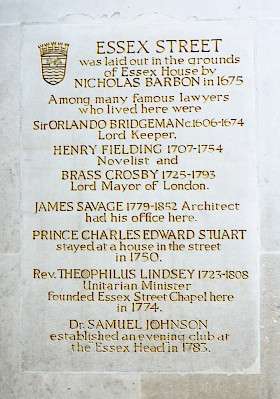 ESSEX STREET
was laid out in the grounds
of Essex House by
NICHOLAS BARBON in 1675
Among many famous lawyers
who lived here were
Sir ORLANDO BRIDGEMAN c.1606-1674
Lord Keeper.
HENRY FIELDING 1707-1754
Novelist and
BRASS CROSBY 1725-1793
Lord Mayor of London.
JAMES SAVAGE 1779-1852 Architect
had his office here.
PRINCE CHARLES EDWARD STUART
stayed at a house in the street
in 1750.
Rev. THEOPHILUS LINDSEY 1723-1808
Unitarian Minister
founded Essex Street Chapel here
in 1774.
Dr. SAMUEL JOHNSON
established an evening club at
the Essex Head in 1783.